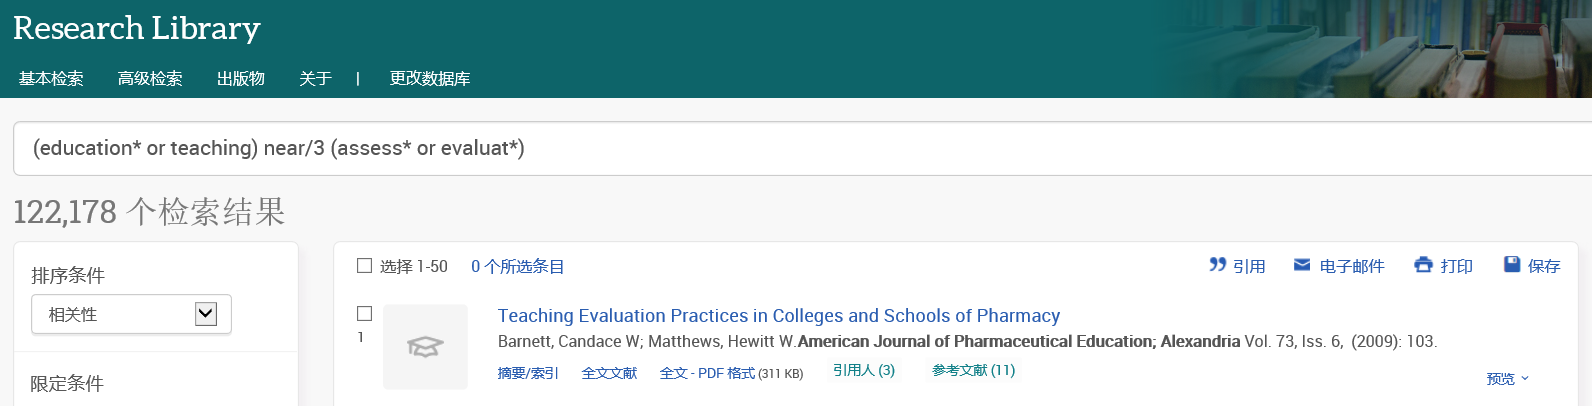 Research Library
基本检索 高级检索 出版物 关于 | 更改数据库
(education* or teaching) near/3 (assess* or evaluat*)
122,178 个检索结果
排序条件
相关性
限定条件
选择 1-50 0 个所选条目 引用 电子邮件 打印 保存
1
Teaching Evaluation Practices in Colleges and Schools of Pharmacy
Barnett, Candace W; Matthews, Hewitt W.American Journal of Pharmaceutical Education; Alexandria Vol. 73, Iss. 6, (2009): 103.
摘要/索引 全文文献 全文 - PDF 格式 (311 KB) 引用人 (3) 参考文献 (11)
预览